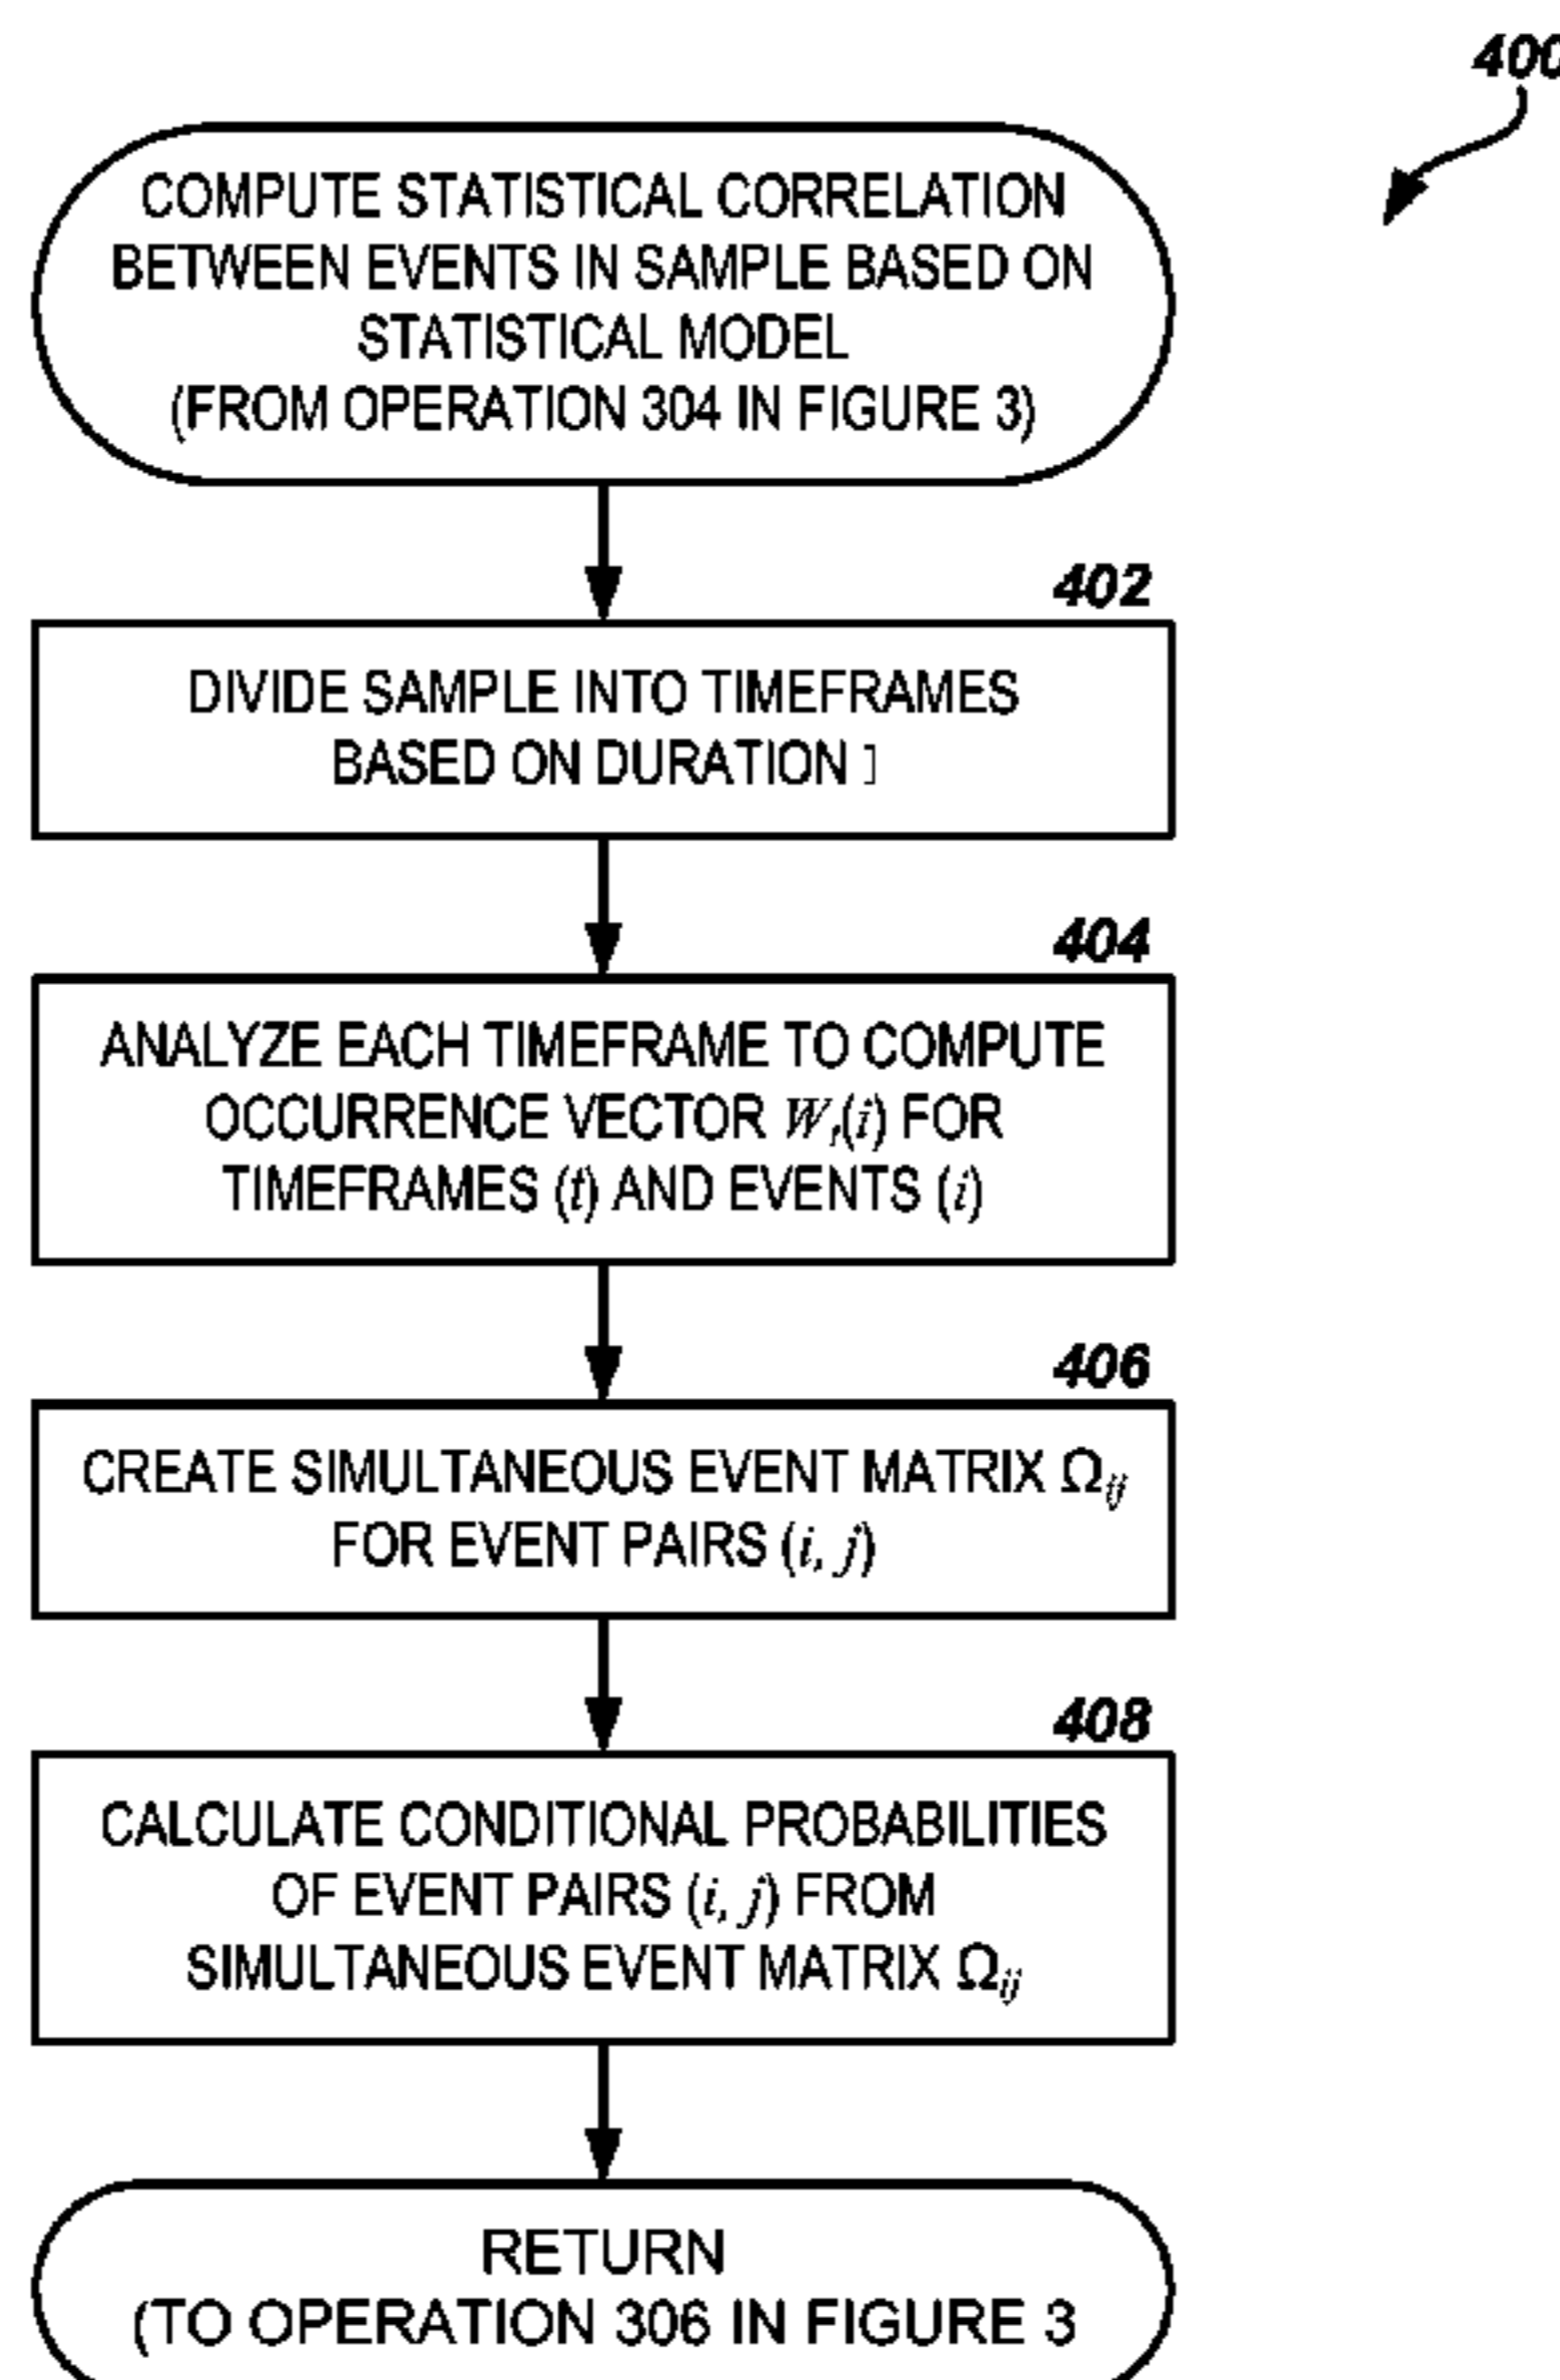 400
COMPUTE STATISTICAL CORRELATION
BETWEEN EVENTS IN SAMPLE BASED ON
STATISTICAL MODEL
(FROM OPERATION 304 IN FIGURE 3)
402
DIVIDE SAMPLE INTO TIMEFRAMES
BASED ON DURATION
404
ANALYZE EACH TIMEFRAME TO COMPUTE
OCCURRENCE VECTOR Wₜ(i) FOR
TIMEFRAMES (t) AND EVENTS (i)
406
CREATE SIMULTANEOUS EVENT MATRIX Ωᵢⱼ
FOR EVENT PAIRS (i, j)
408
CALCULATE CONDITIONAL PROBABILITIES
OF EVENT PAIRS (i, j) FROM
SIMULTANEOUS EVENT MATRIX Ωᵢⱼ
RETURN
(TO OPERATION 306 IN FIGURE 3